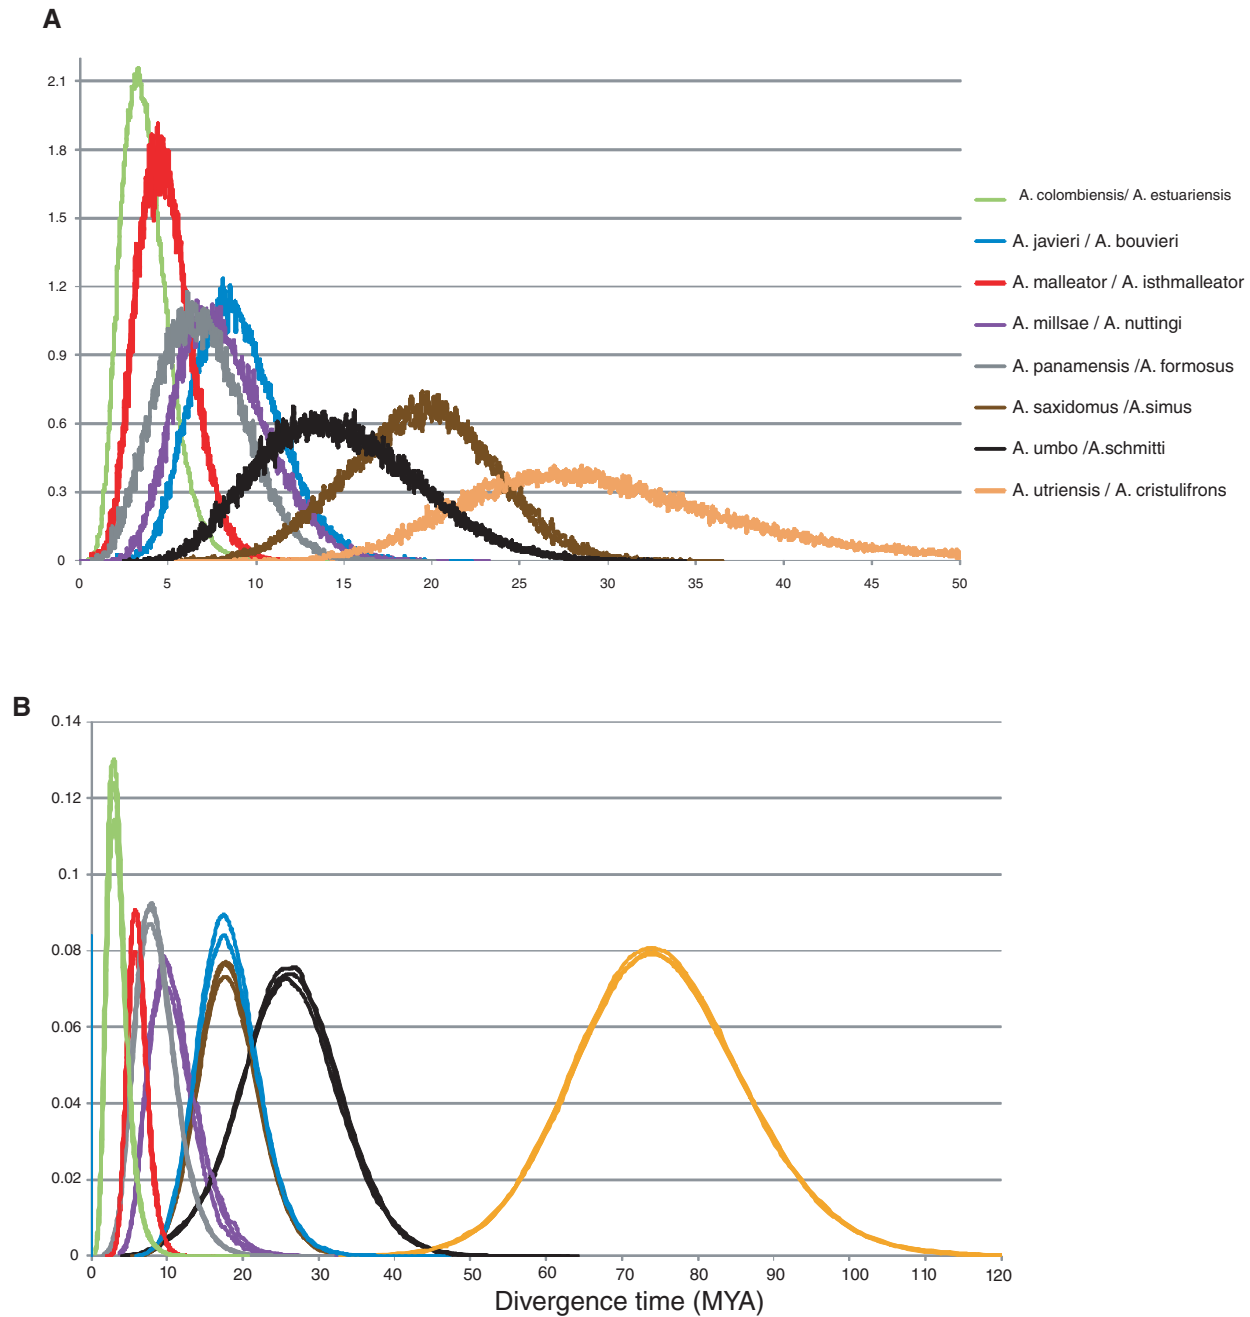 A
2.1
1.8
1.5
1.2
0.9
0.6
0.3
0
0 5 10 15 20 25 30 35 40 45 50
A. colombiensis/ A. estuariensis
A. javieri / A. bouvieri
A. malleator / A. isthmalleator
A. millsae / A. nuttingi
A. panamensis /A. formosus
A. saxidomus /A.simus
A. umbo /A.schmitti
A. utriensis / A. cristulifrons
B
0.14
0.12
0.1
0.08
0.06
0.04
0.02
0
0 10 20 30 40 50 60 70 80 90 100 110 120
Divergence time (MYA)